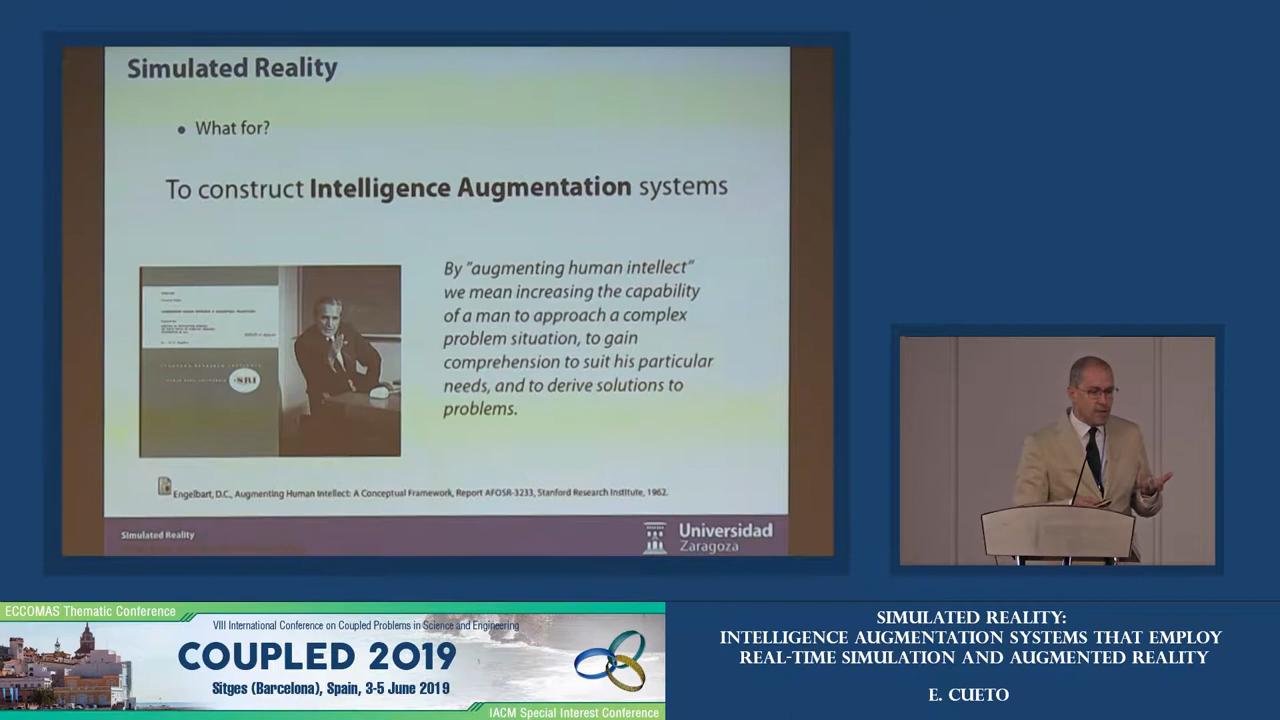 Simulated Reality
• What for?
To construct Intelligence Augmentation systems
By "augmenting human intellect"
we mean increasing the capability
of a man to approach a complex
problem situation, to gain
comprehension to suit his particular
needs, and to derive solutions to
problems.
SRI
Engelbart, D.C., Augmenting Human Intellect: A Conceptual Framework, Report AFOSR-3233, Stanford Research Institute, 1962.
Simulated Reality
Universidad
Zaragoza
ECCOMAS Thematic Conference
VIII International Conference on Coupled Problems in Science and Engineering
COUPLED 2019
Sitges (Barcelona), Spain, 3-5 June 2019
IACM Special Interest Conference
SIMULATED REALITY:
INTELLIGENCE AUGMENTATION SYSTEMS THAT EMPLOY
REAL-TIME SIMULATION AND AUGMENTED REALITY
E. CUETO